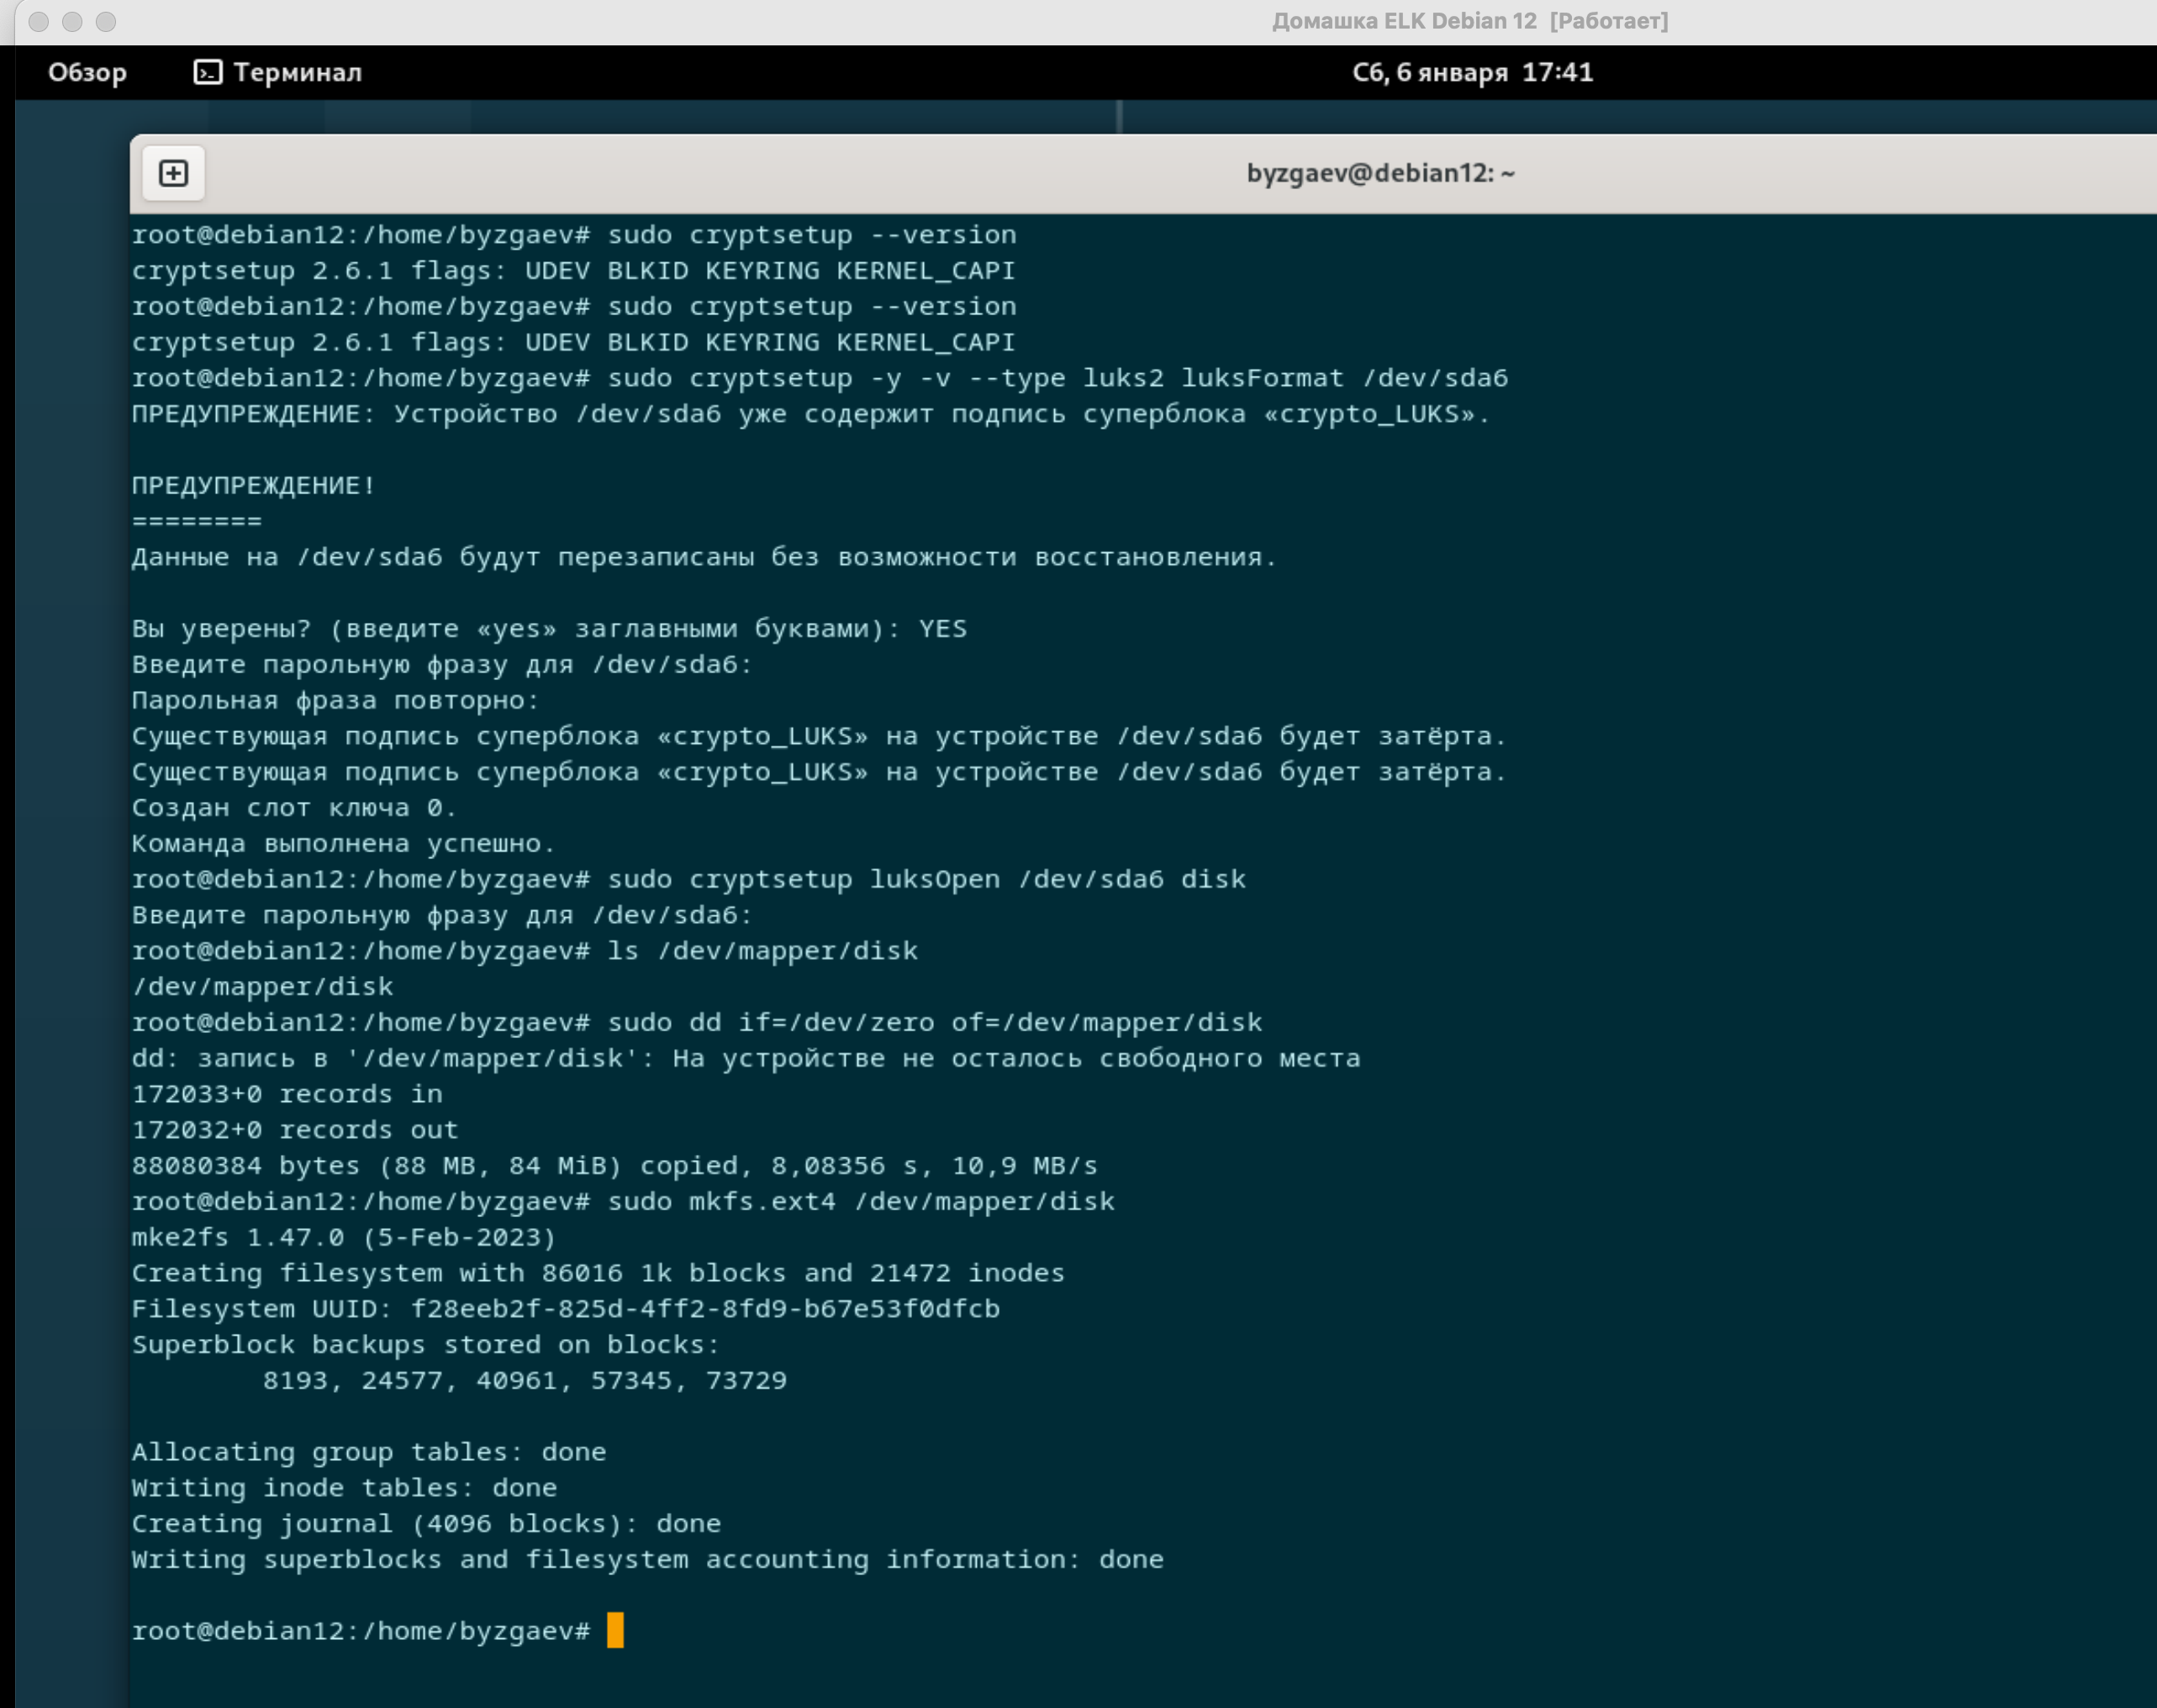 Домашка ELK Debian 12 [Работает]
Обзор Терминал Сб, 6 января 17:41
byzgaev@debian12: ~
root@debian12:/home/byzgaev# sudo cryptsetup --version
cryptsetup 2.6.1 flags: UDEV BLKID KEYRING KERNEL_CAPI
root@debian12:/home/byzgaev# sudo cryptsetup --version
cryptsetup 2.6.1 flags: UDEV BLKID KEYRING KERNEL_CAPI
root@debian12:/home/byzgaev# sudo cryptsetup -y -v --type luks2 luksFormat /dev/sda6
ПРЕДУПРЕЖДЕНИЕ: Устройство /dev/sda6 уже содержит подпись суперблока «crypto_LUKS».
ПРЕДУПРЕЖДЕНИЕ!
========
Данные на /dev/sda6 будут перезаписаны без возможности восстановления.
Вы уверены? (введите «yes» заглавными буквами): YES
Введите парольную фразу для /dev/sda6:
Парольная фраза повторно:
Существующая подпись суперблока «crypto_LUKS» на устройстве /dev/sda6 будет затёрта.
Существующая подпись суперблока «crypto_LUKS» на устройстве /dev/sda6 будет затёрта.
Создан слот ключа 0.
Команда выполнена успешно.
root@debian12:/home/byzgaev# sudo cryptsetup luksOpen /dev/sda6 disk
Введите парольную фразу для /dev/sda6:
root@debian12:/home/byzgaev# ls /dev/mapper/disk
/dev/mapper/disk
root@debian12:/home/byzgaev# sudo dd if=/dev/zero of=/dev/mapper/disk
dd: запись в '/dev/mapper/disk': На устройстве не осталось свободного места
172033+0 records in
172032+0 records out
88080384 bytes (88 MB, 84 MiB) copied, 8,08356 s, 10,9 MB/s
root@debian12:/home/byzgaev# sudo mkfs.ext4 /dev/mapper/disk
mke2fs 1.47.0 (5-Feb-2023)
Creating filesystem with 86016 1k blocks and 21472 inodes
Filesystem UUID: f28eeb2f-825d-4ff2-8fd9-b67e53f0dfcb
Superblock backups stored on blocks:
8193, 24577, 40961, 57345, 73729
Allocating group tables: done
Writing inode tables: done
Creating journal (4096 blocks): done
Writing superblocks and filesystem accounting information: done
root@debian12:/home/byzgaev#